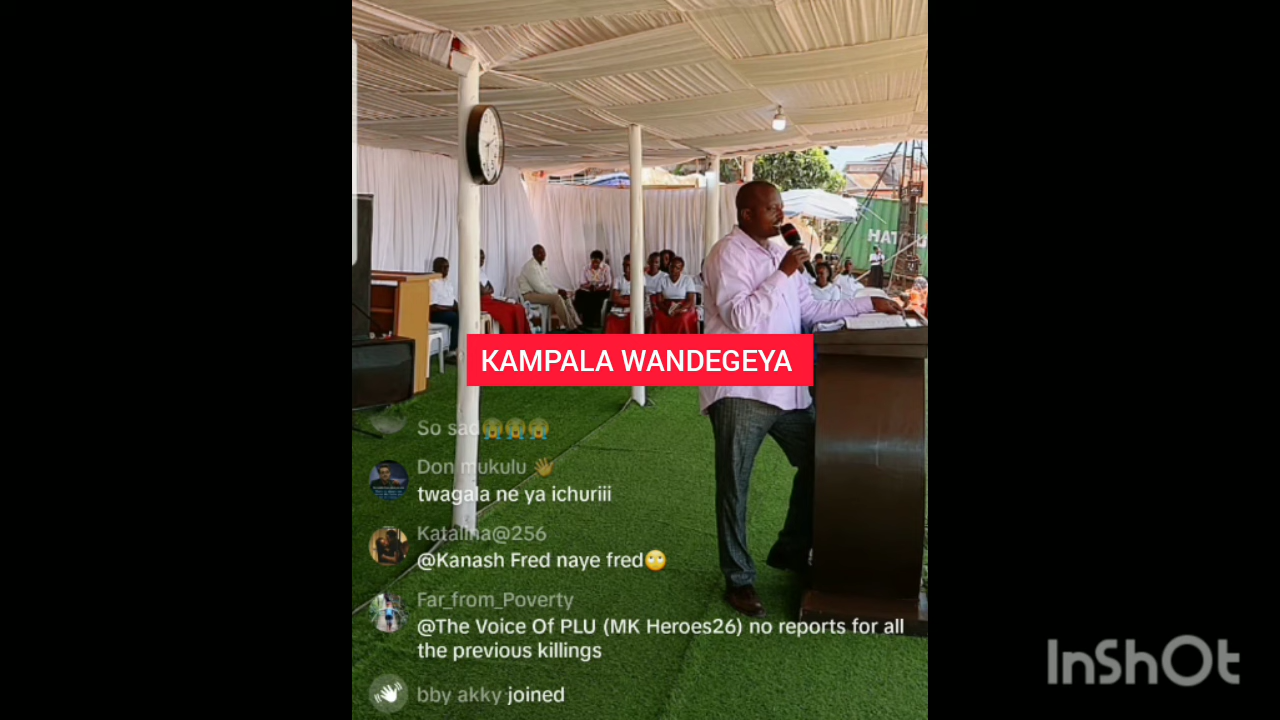 HAT
KAMPALA WANDEGEYA
So sad😭😭😭
Don mukulu 👋
twagala ne ya ichuriii
Katalina@256
@Kanash Fred naye fred🙄
Far_from_Poverty
@The Voice Of PLU (MK Heroes26) no reports for all
the previous killings
bby akky joined
InShOt